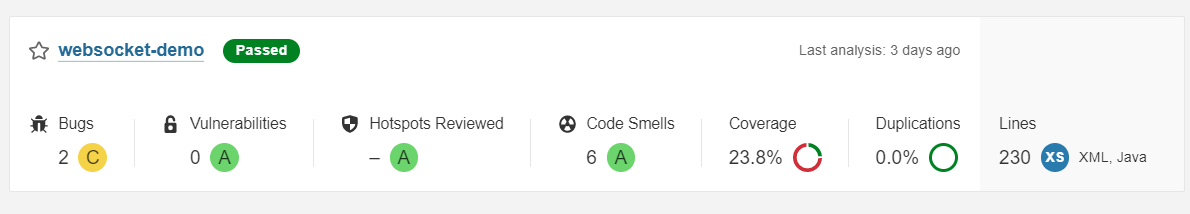 websocket-demo Passed Last analysis: 3 days ago
Bugs Vulnerabilities Hotspots Reviewed Code Smells Coverage Duplications Lines
2 C 0 A – A 6 A 23.8% 0.0% 230 XS XML, Java